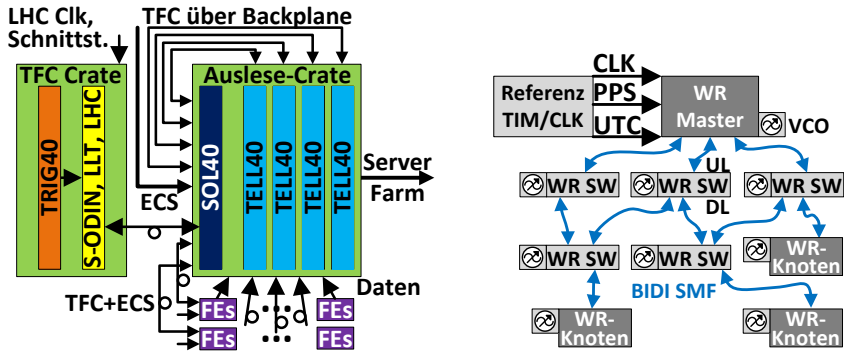 LHC Clk,
Schnittst.
TFC über Backplane
TFC Crate
Auslese-Crate
TRIG40
S-ODIN, LLT, LHC
SOL40
TELL40
TELL40
TELL40
TELL40
ECS
Server
Farm
Daten
TFC+ECS
FEs
FEs
...
...
FEs
FEs
Referenz
TIM/CLK
CLK
PPS
UTC
WR
Master
VCO
UL
WR SW
WR SW
WR SW
DL
WR SW
WR SW
WR-
Knoten
BIDI SMF
WR-
Knoten
WR-
Knoten